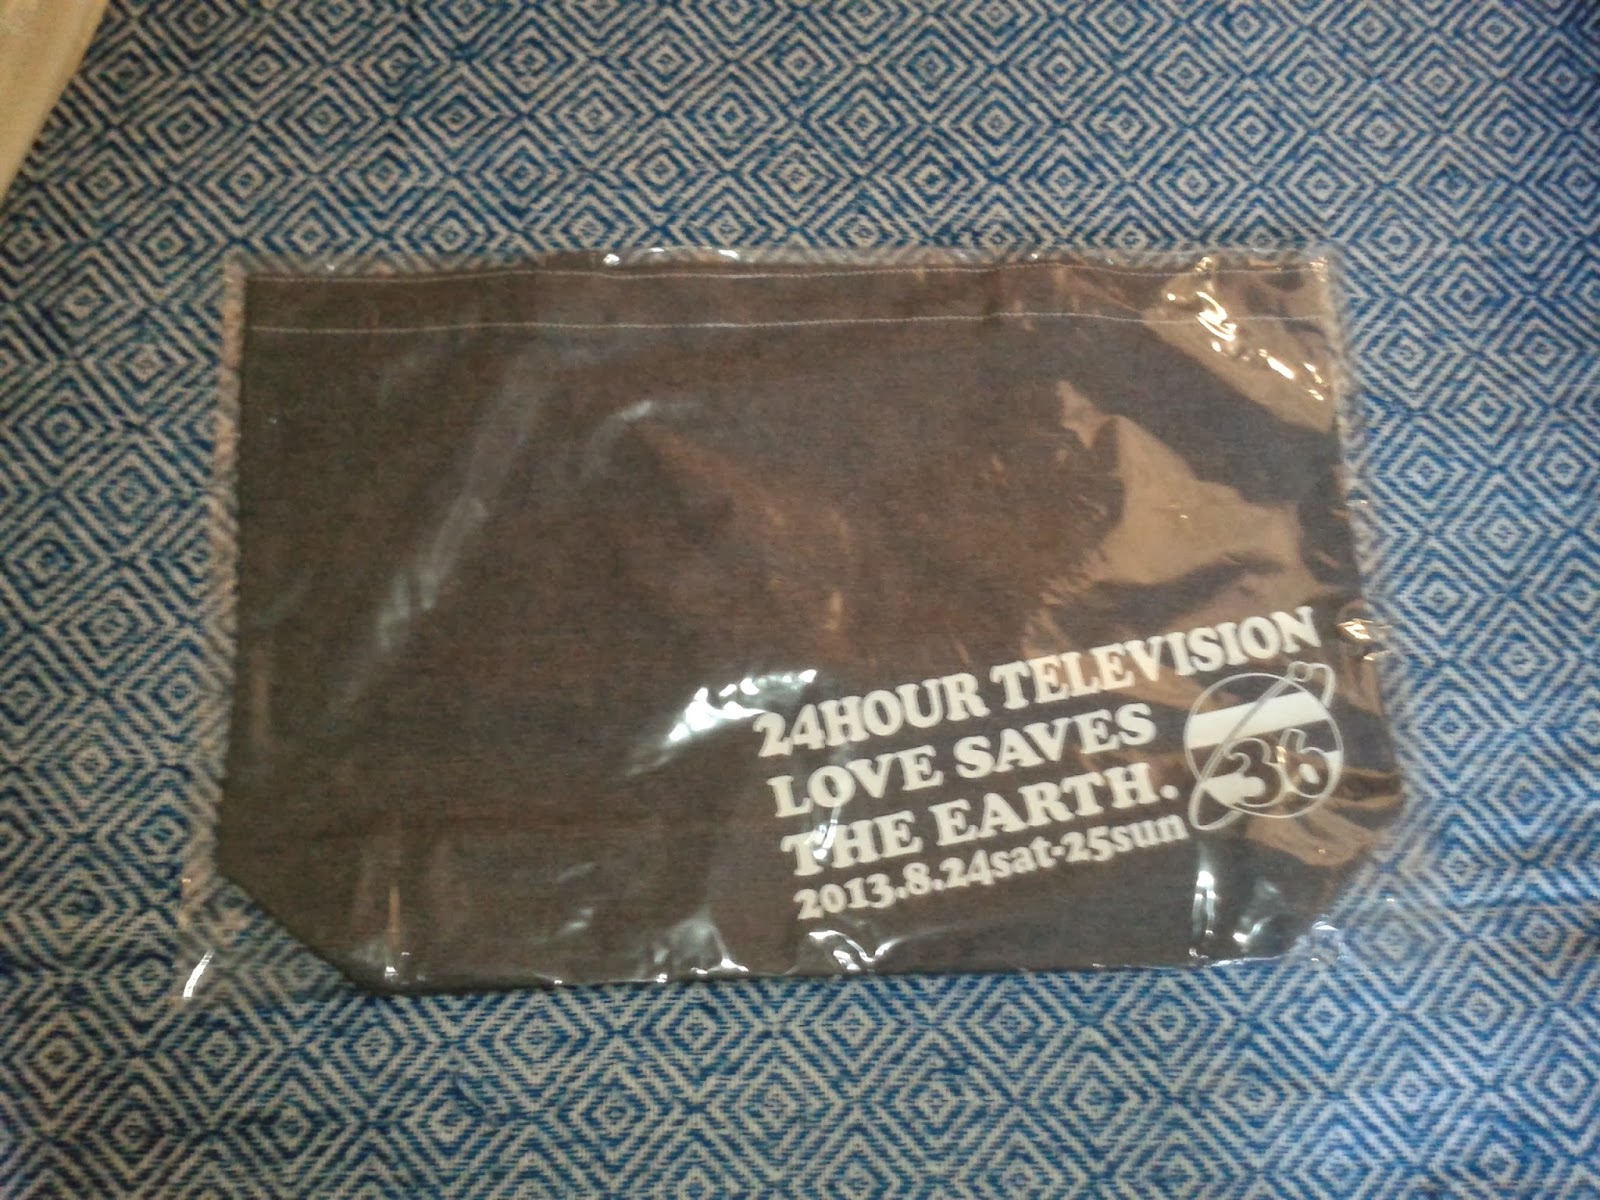 24HOUR TELEVISION
LOVE SAVES
THE EARTH.
2013.8.24sat-25sun
36